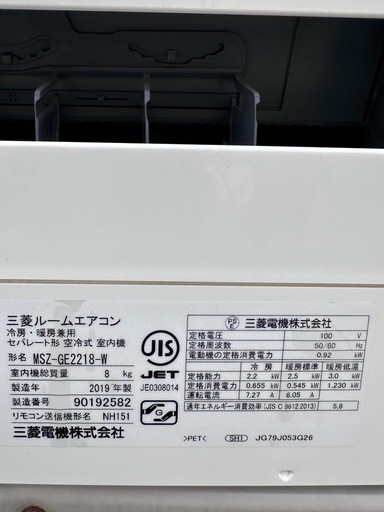 三菱ルームエアコン
冷房・暖房兼用
セパレート形 空冷式 室内機
形名 MSZ-GE2218-W
室内機総質量 8 kg
製造年 2019 年製
製造番号 90192582
リモコン送信機形名 NH151
三菱電機株式会社
JIS
JET
JE0308014
G
PS E 三菱電機株式会社
定格電圧 100 V
定格周波数 50/60 Hz
電動機の定格消費電力 0.92 kW
冷 房 暖房標準 暖房低温
定格能力 2.2 kW 2.5 kW 3.0 kW
定格消費電力 0.655 kW 0.545 kW 1.230 kW
運転電流 7.27 A 6.05 A
通年エネルギー消費効率(JIS C 9612:2013) 5.8
>PET< SH1 JG79J053G26